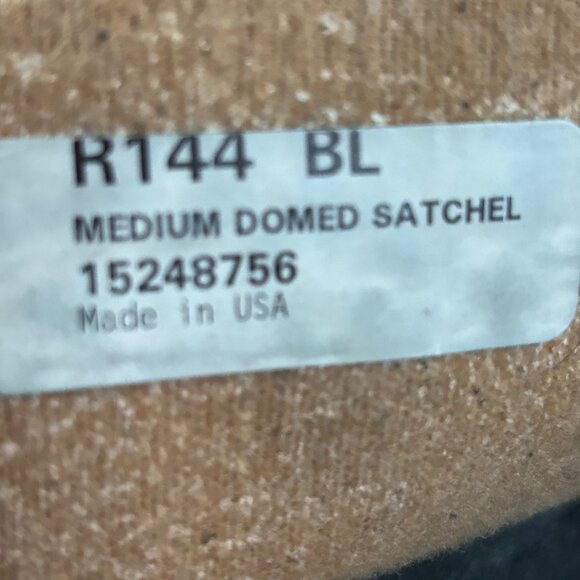 R144 BL
MEDIUM DOMED SATCHEL
15248756
Made in USA